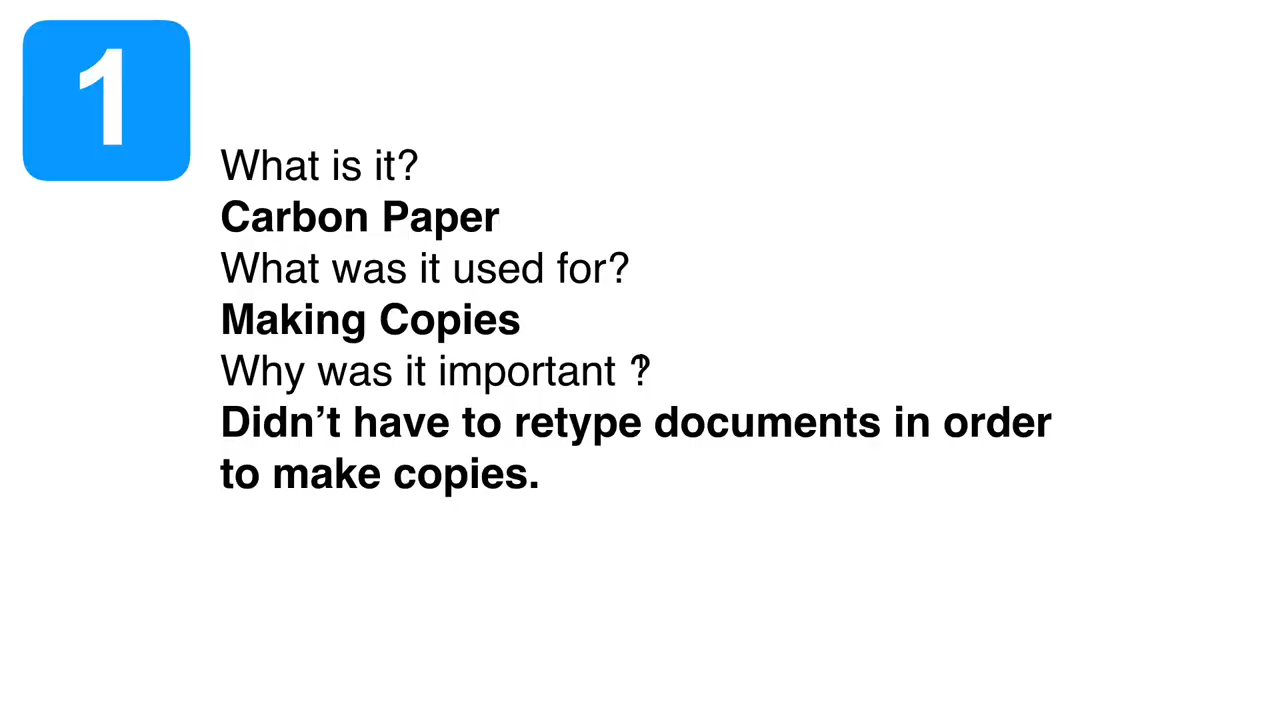 1
What is it?
Carbon Paper
What was it used for?
Making Copies
Why was it important ?
Didn’t have to retype documents in order
to make copies.